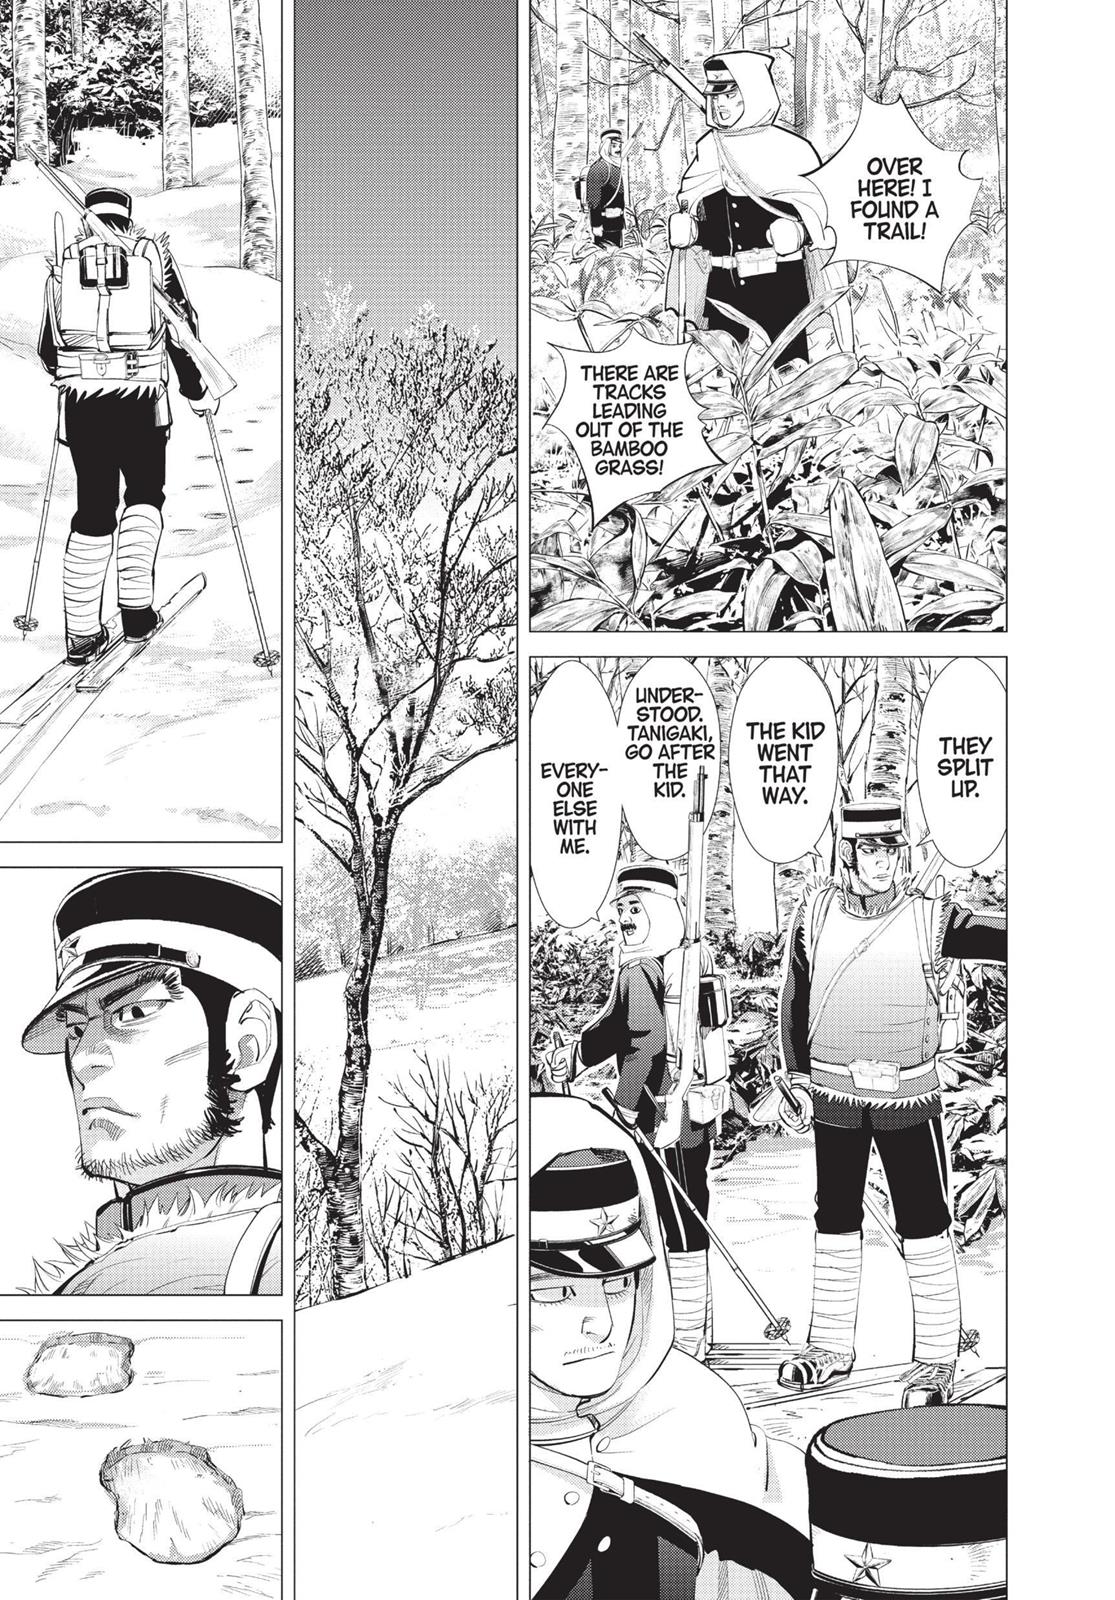 OVER
HERE! I
FOUND A
TRAIL!
THERE ARE
TRACKS
LEADING
OUT OF THE
BAMBOO
GRASS!
THEY
SPLIT
UP.
THE KID
WENT
THAT
WAY.
UNDER-
STOOD.
TANIGAKI,
GO AFTER
THE
KID.
EVERY-
ONE
ELSE
WITH
ME.